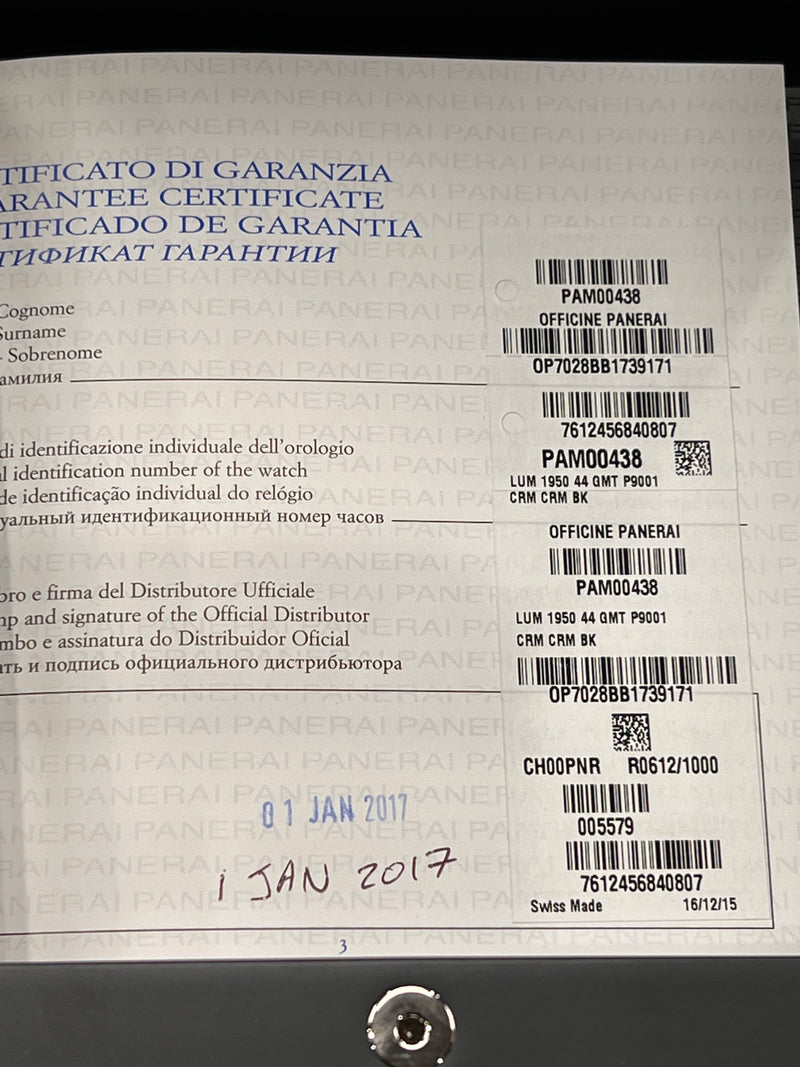 TIFICATO DI GARANZIA
ARANTEE CERTIFICATE
TIFICADO DE GARANTIA
ТИФИКАТ ГАРАНТИИ
Cognome
Surname
- Sobrenome
амилия
di identificazione individuale dell'orologio
l identification number of the watch
de identificação individual do relógio
уальный идентификационный номер часов
bro e firma del Distributore Ufficiale
mp and signature of the Official Distributor
mbo e assinatura do Distribuidor Oficial
ать и подпись официального дистрибьютора
01 JAN 2017
1 JAN 2017
3
PAM00438
OFFICINE PANERAI
OP7028BB1739171
7612456840807
PAM00438
LUM 1950 44 GMT P9001
CRM CRM BK
OFFICINE PANERAI
PAM00438
LUM 1950 44 GMT P9001
CRM CRM BK
OP7028BB1739171
CH00PNR R0612/1000
005579
7612456840807
Swiss Made 16/12/15